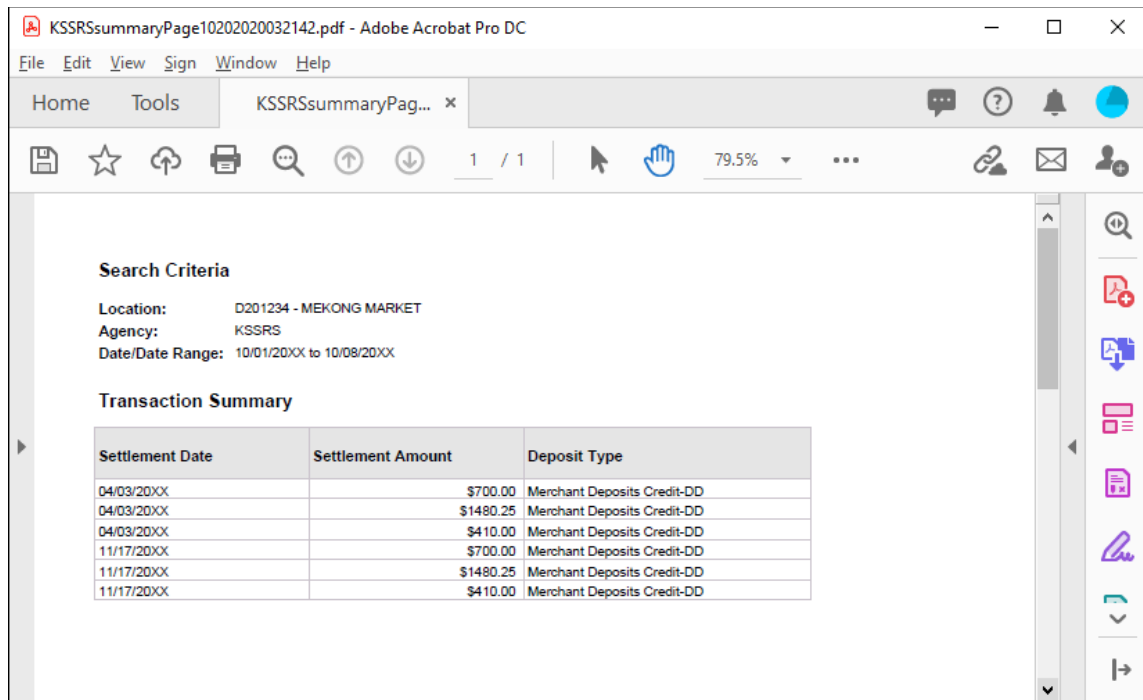 KSSRSsummaryPage10202020032142.pdf - Adobe Acrobat Pro DC
File Edit View Sign Window Help
Home Tools KSSRSsummaryPag... ×
1 / 1 79.5%
Search Criteria
Location: D201234 - MEKONG MARKET
Agency: KSSRS
Date/Date Range: 10/01/20XX to 10/08/20XX
Transaction Summary
Settlement Date Settlement Amount Deposit Type
04/03/20XX $700.00 Merchant Deposits Credit-DD
04/03/20XX $1480.25 Merchant Deposits Credit-DD
04/03/20XX $410.00 Merchant Deposits Credit-DD
11/17/20XX $700.00 Merchant Deposits Credit-DD
11/17/20XX $1480.25 Merchant Deposits Credit-DD
11/17/20XX $410.00 Merchant Deposits Credit-DD